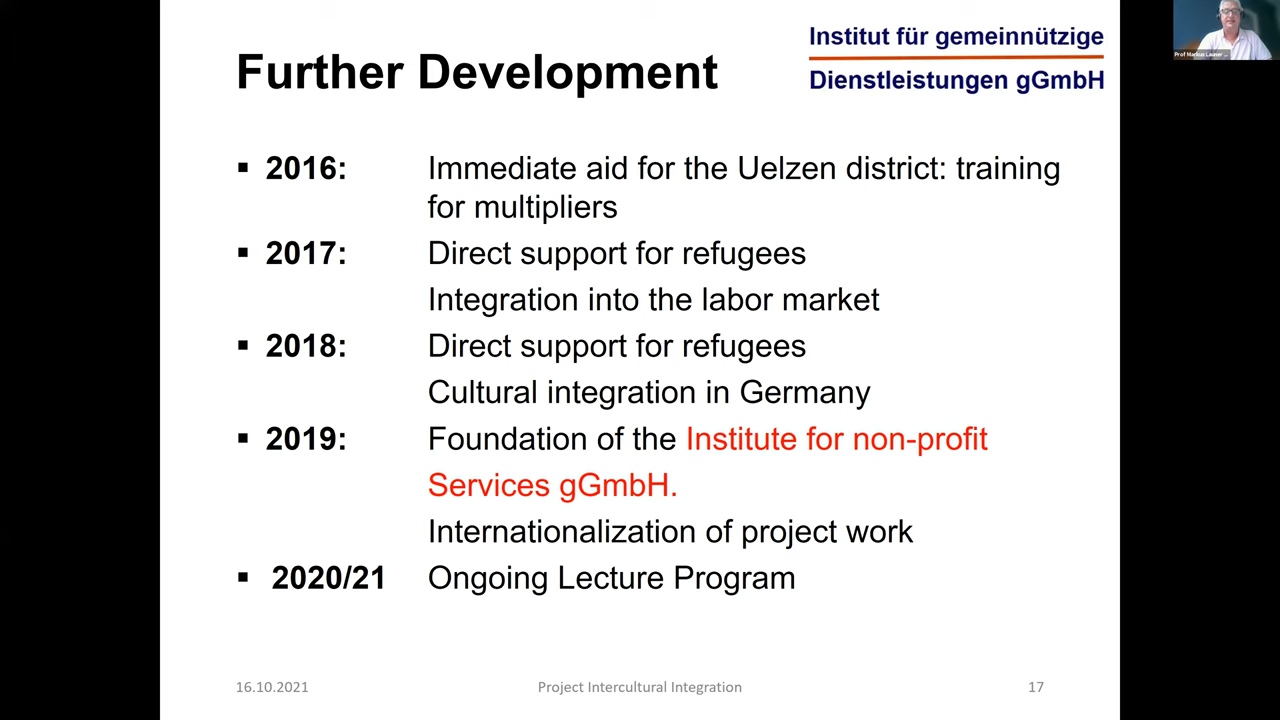 Further Development
Institut für gemeinnützige
Dienstleistungen gGmbH
Prof Markus Launer
▪ 2016: Immediate aid for the Uelzen district: training
for multipliers
▪ 2017: Direct support for refugees
Integration into the labor market
▪ 2018: Direct support for refugees
Cultural integration in Germany
▪ 2019: Foundation of the Institute for non-profit
Services gGmbH.
Internationalization of project work
▪ 2020/21 Ongoing Lecture Program
16.10.2021 Project Intercultural Integration 17